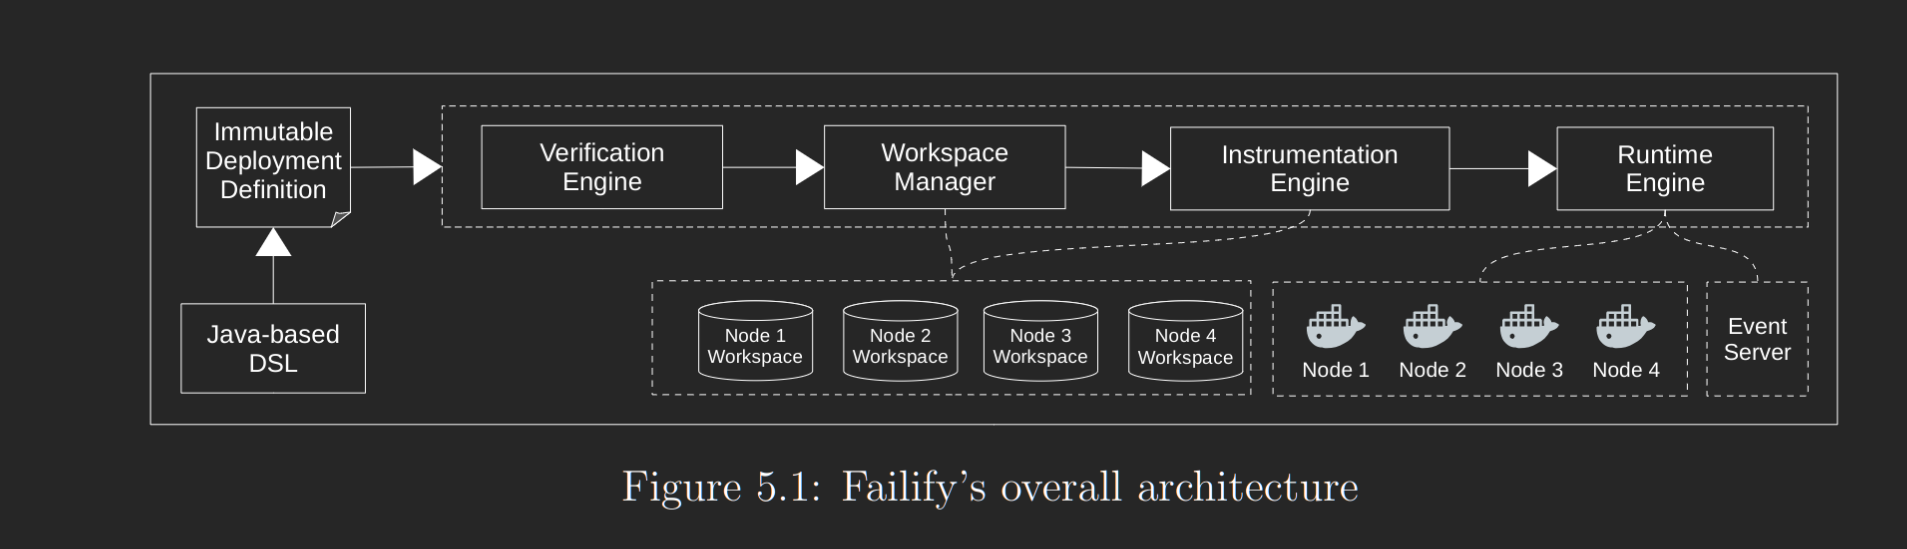 Immutable
Deployment
Definition
Verification
Engine
Workspace
Manager
Instrumentation
Engine
Runtime
Engine
Java-based
DSL
Node 1
Workspace
Node 2
Workspace
Node 3
Workspace
Node 4
Workspace
Node 1
Node 2
Node 3
Node 4
Event
Server
Figure 5.1: Failify's overall architecture